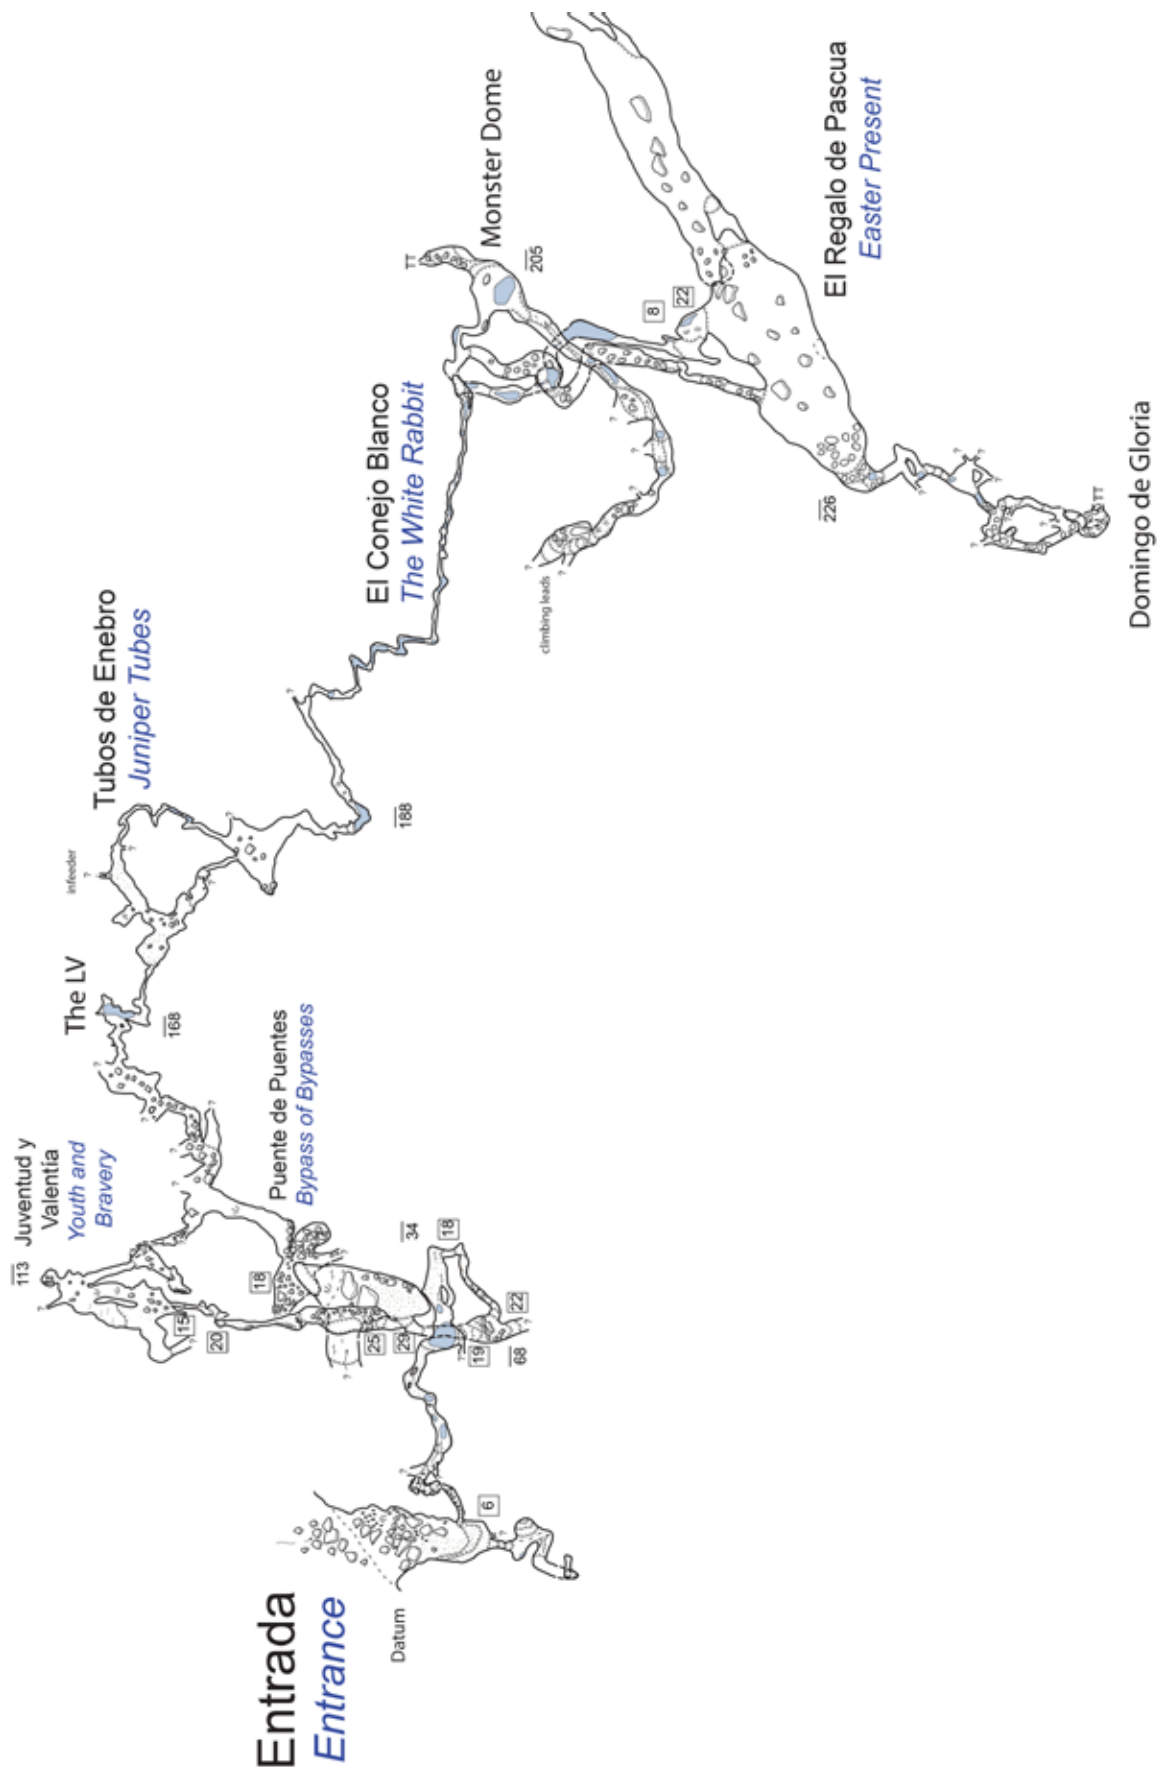 Entrada
Entrance
Datum
6
113
Juventud y
Valentia
Youth and
Bravery
15
20
18
25
29
19
68
22
18
34
Puente de Puentes
Bypass of Bypasses
The LV
168
infeeder
Tubos de Enebro
Juniper Tubes
188
El Conejo Blanco
The White Rabbit
climbing leads
TT
Monster Dome
205
8
22
El Regalo de Pascua
Easter Present
226
TT
Domingo de Gloria